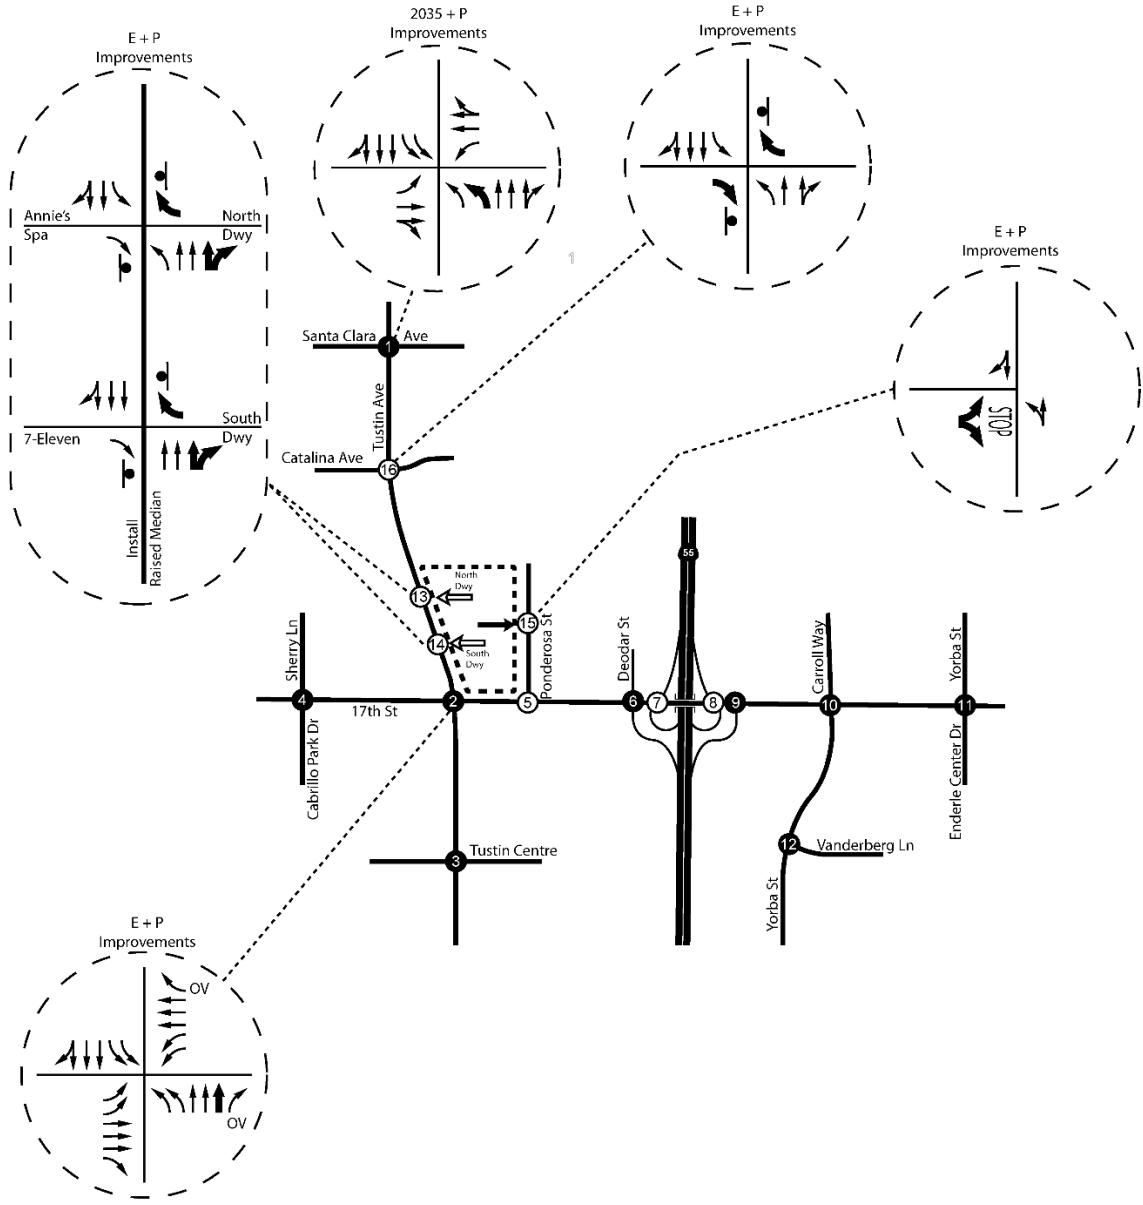 E + P
Improvements
2035 + P
Improvements
E + P
Improvements
E + P
Improvements
Annie's
Spa
North
Dwy
7-Eleven
South
Dwy
Install
Raised Median
STOP
1
Santa Clara
1
Ave
Tustin Ave
Catalina Ave
16
55
North
Dwy
13
14
15
South
Dwy
Ponderosa St
Sherry Ln
Deodar St
Carroll Way
Yorba St
4
17th St
2
5
6
7
8
9
10
11
Cabrillo Park Dr
Enderle Center Dr
3
Tustin Centre
12
Vanderberg Ln
Yorba St
E + P
Improvements
OV
OV